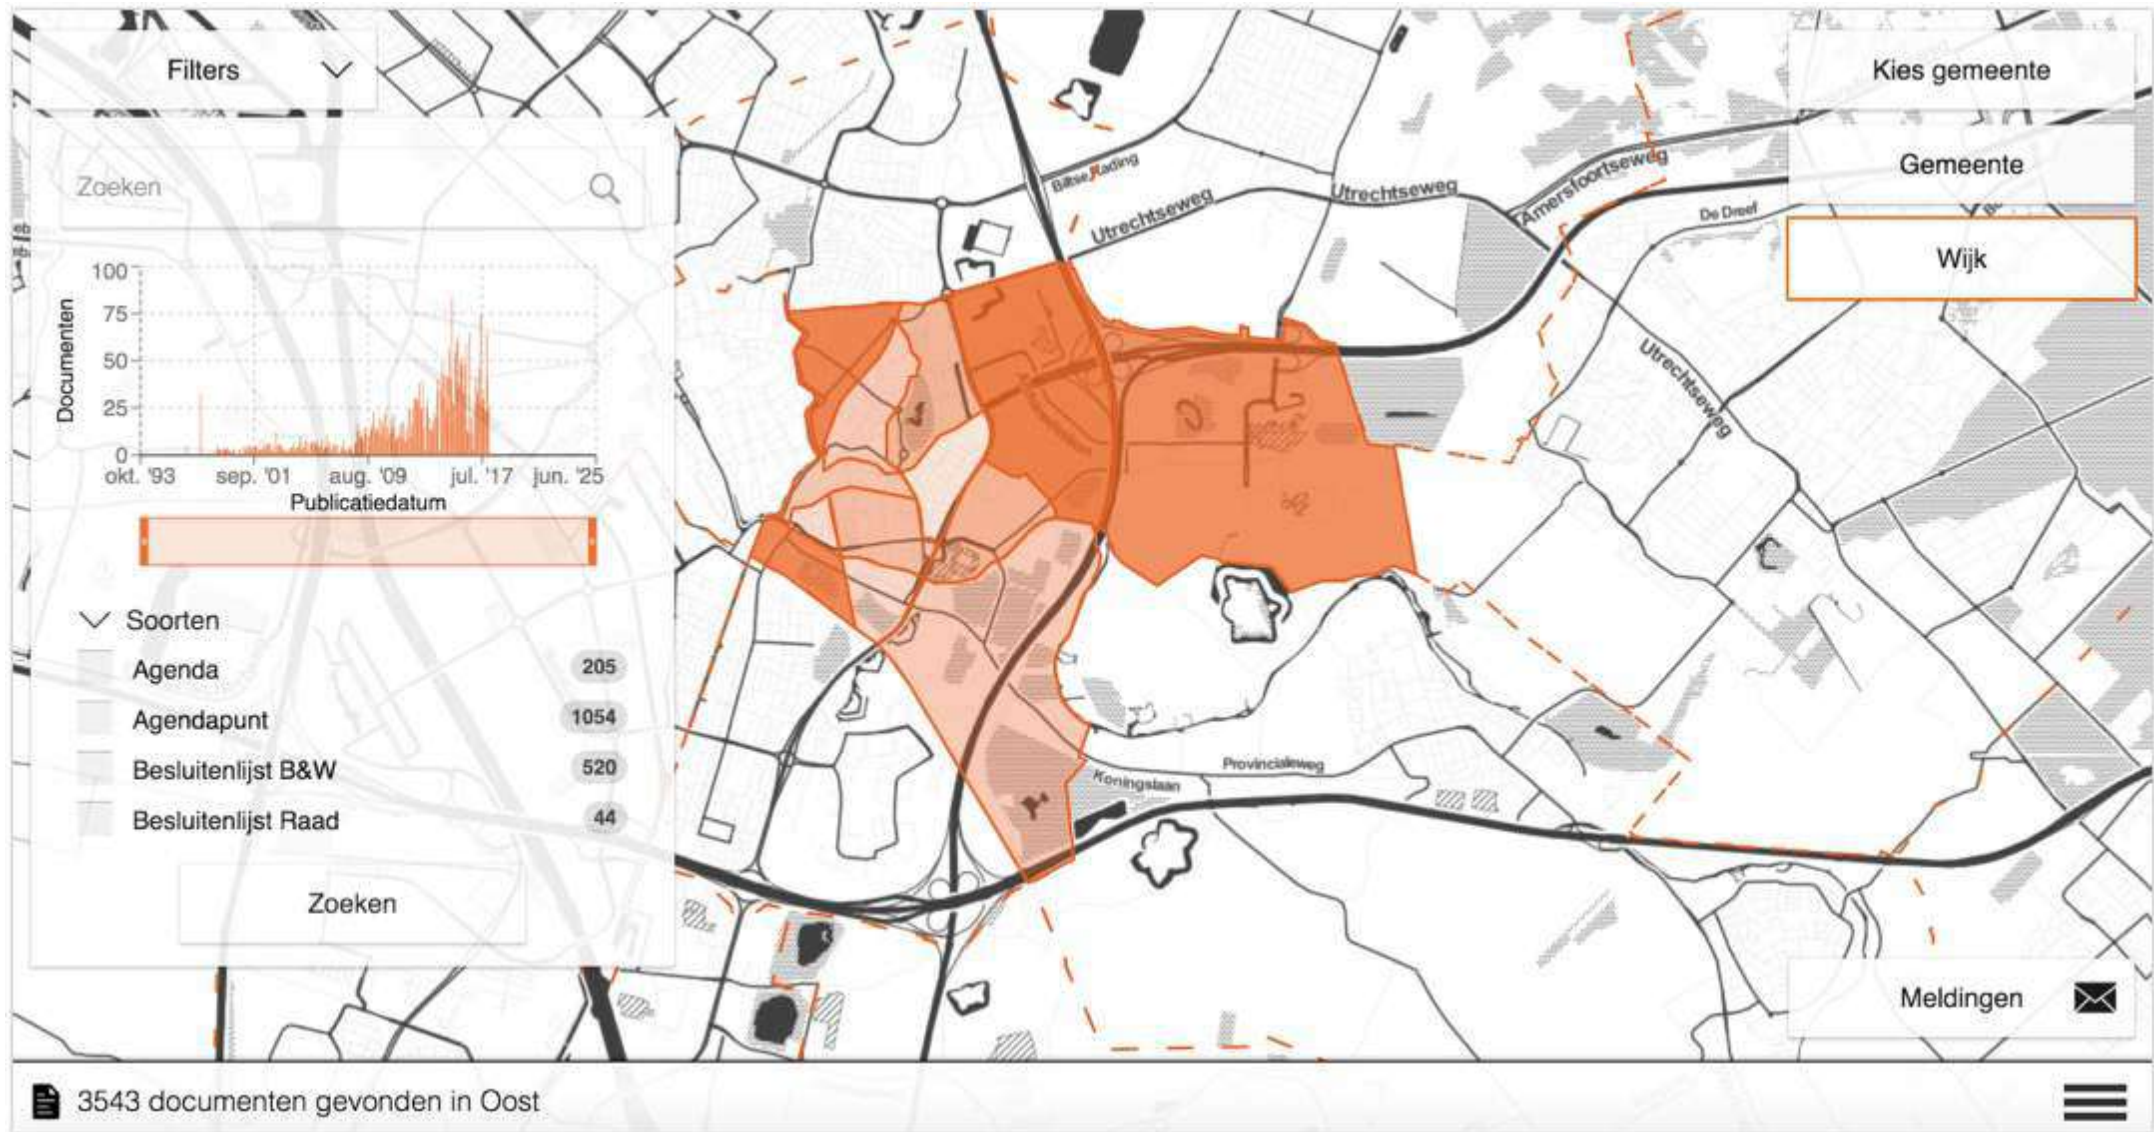 Filters
Kies gemeente
Gemeente
Wijk
Zoeken
100
75
50
25
0
Documenten
okt. '93 sep. '01 aug. '09 jul. '17 jun. '25
Publicatiedatum
Soorten
Agenda 205
Agendapunt 1054
Besluitenlijst B&W 520
Besluitenlijst Raad 44
Zoeken
Biltse Rading
Utrechtseweg
Utrechtseweg
Amersfoortseweg
De Dreef
Utrechtseweg
Provincialeweg
Koningslaan
Meldingen
3543 documenten gevonden in Oost